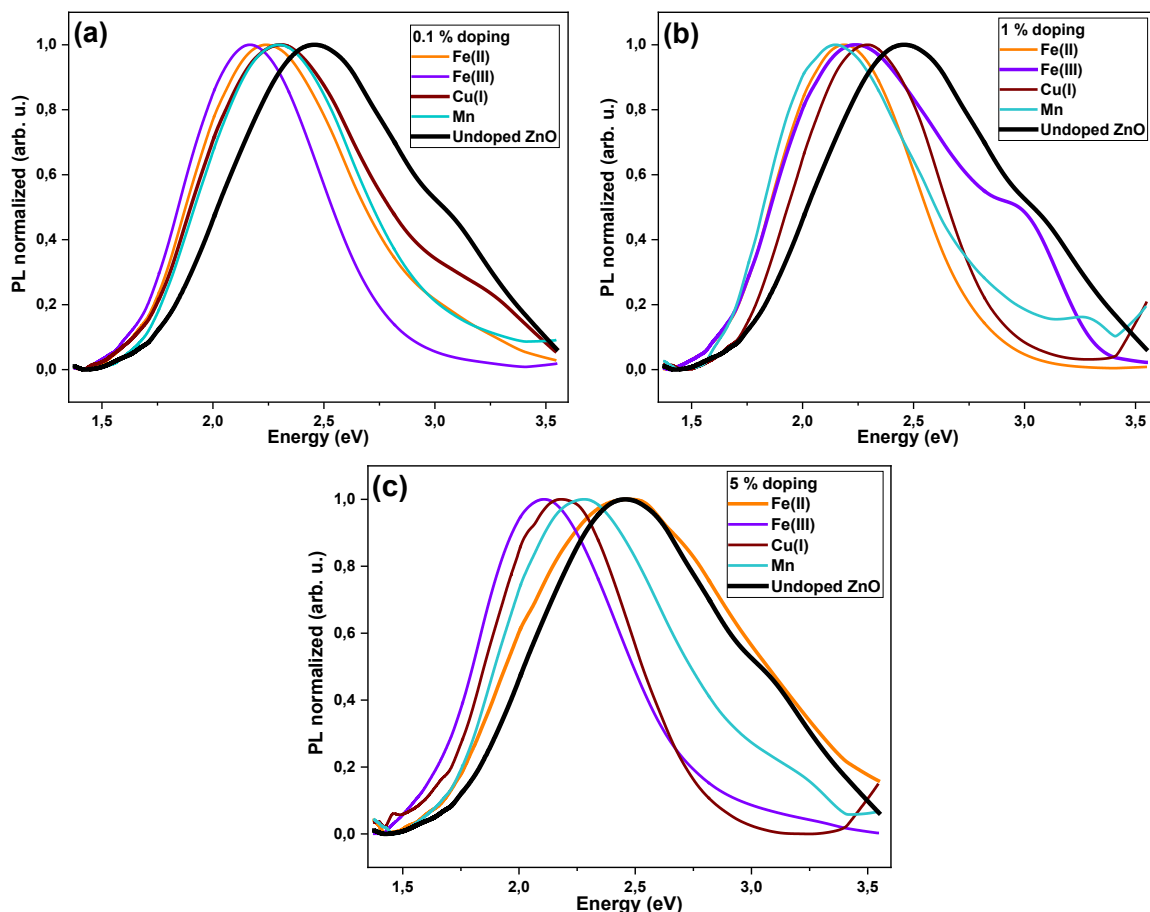 (a)
0.1 % doping
Fe(II)
Fe(III)
Cu(I)
Mn
Undoped ZnO
PL normalized (arb. u.)
1,0
0,8
0,6
0,4
0,2
0,0
1,5 2,0 2,5 3,0 3,5
Energy (eV)
(b)
1 % doping
Fe(II)
Fe(III)
Cu(I)
Mn
Undoped ZnO
PL normalized (arb. u.)
1,0
0,8
0,6
0,4
0,2
0,0
1,5 2,0 2,5 3,0 3,5
Energy (eV)
(c)
5 % doping
Fe(II)
Fe(III)
Cu(I)
Mn
Undoped ZnO
PL normalized (arb. u.)
1,0
0,8
0,6
0,4
0,2
0,0
1,5 2,0 2,5 3,0 3,5
Energy (eV)